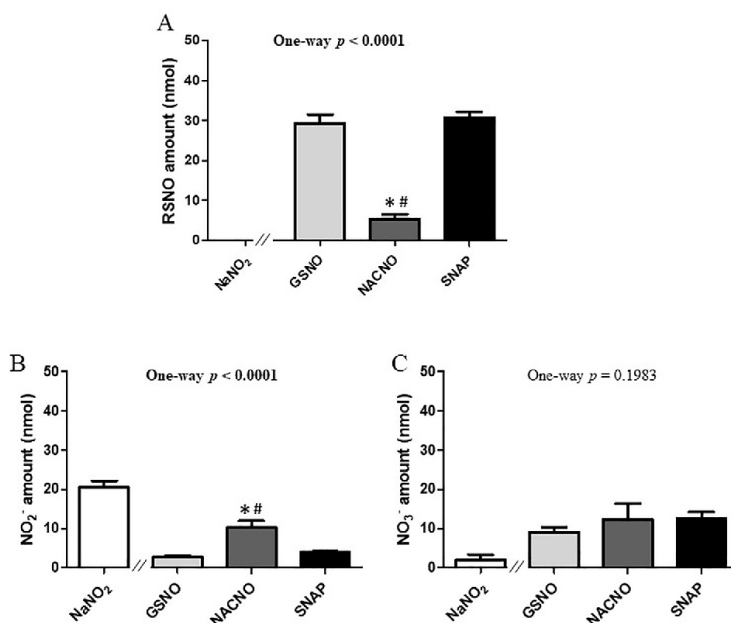 A
One-way p < 0.0001
RSNO amount (nmol)
50
40
30
20
10
0
* #
NaNO₂
GSNO
NACNO
SNAP
B
One-way p < 0.0001
NO₂⁻ amount (nmol)
50
40
30
20
10
0
* #
NaNO₂
GSNO
NACNO
SNAP
C
One-way p = 0.1983
NO₃⁻ amount (nmol)
50
40
30
20
10
0
NaNO₂
GSNO
NACNO
SNAP